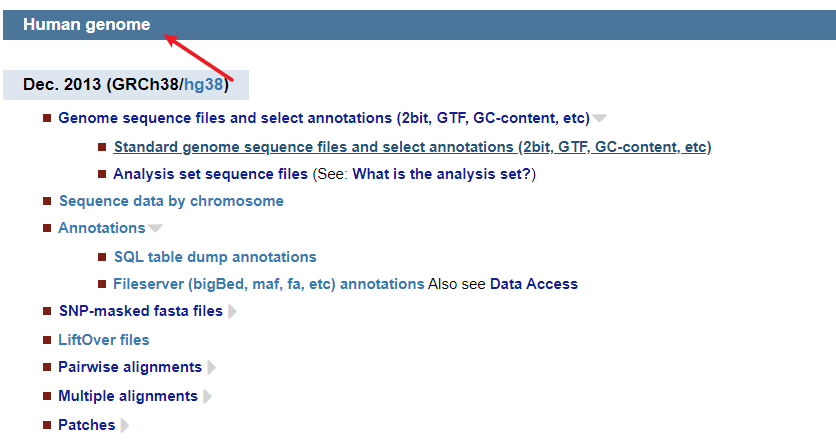 Human genome
Dec. 2013 (GRCh38/hg38)
Genome sequence files and select annotations (2bit, GTF, GC-content, etc)
Standard genome sequence files and select annotations (2bit, GTF, GC-content, etc)
Analysis set sequence files (See: What is the analysis set?)
Sequence data by chromosome
Annotations
SQL table dump annotations
Fileserver (bigBed, maf, fa, etc) annotations Also see Data Access
SNP-masked fasta files
LiftOver files
Pairwise alignments
Multiple alignments
Patches